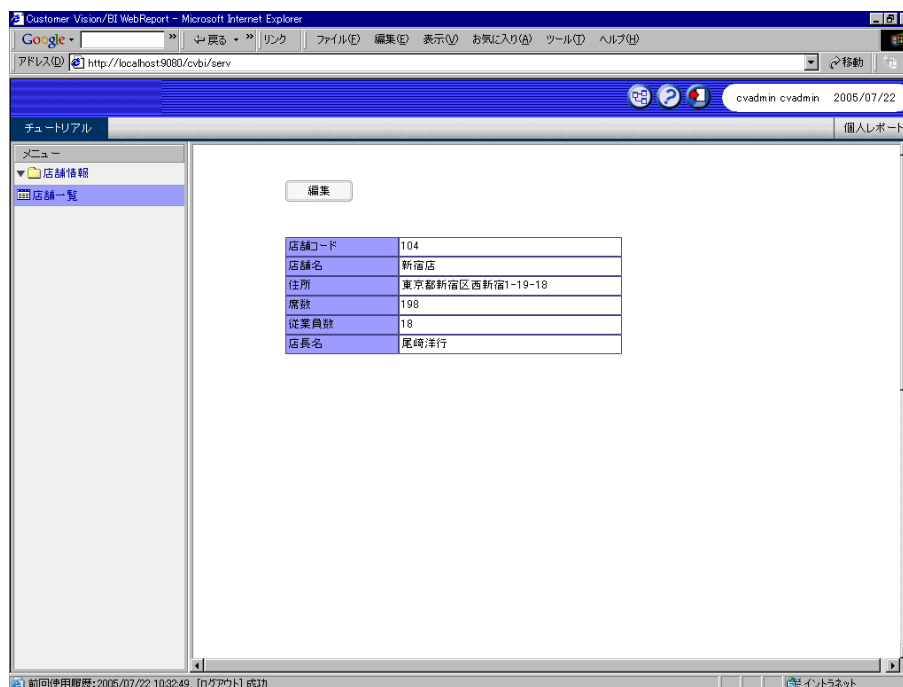 Customer Vision/BI WebReport - Microsoft Internet Explorer
Google » 戻る » リンク ファイル(F) 編集(E) 表示(V) お気に入り(A) ツール(T) ヘルプ(H)
アドレス(D) http://localhost:9080/cvbi/serv 移動
cvadmin cvadmin 2005/07/22
チュートリアル 個人レポート
メニュー
店舗情報
店舗一覧
編集
店舗コード 104
店舗名 新宿店
住所 東京都新宿区西新宿1-19-18
席数 198
従業員数 18
店長名 尾崎洋行
前回使用履歴:2005/07/22 10:32:49 [ログアウト] 成功 イントラネット